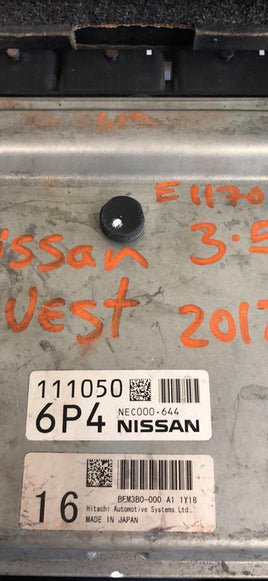 E1170
issan 3.5
uest 2012
111050
6P4 NEC000-644
NISSAN
16 BEM3B0-000 A1 1Y18
Hitachi Automotive Systems Ltd.
MADE IN JAPAN